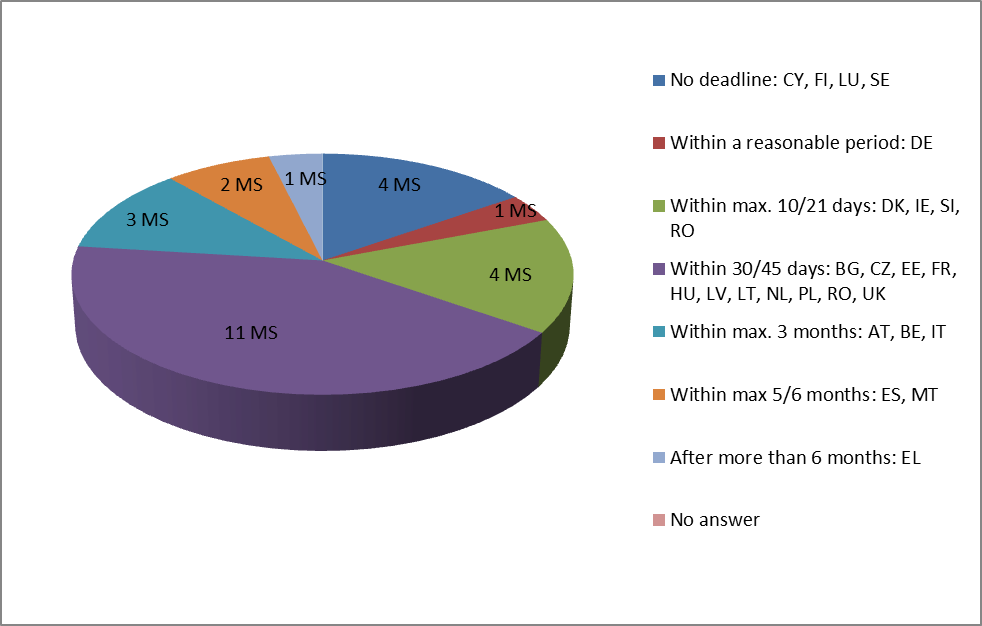 No deadline: CY, FI, LU, SE
Within a reasonable period: DE
Within max. 10/21 days: DK, IE, SI,
RO
Within 30/45 days: BG, CZ, EE, FR,
HU, LV, LT, NL, PL, RO, UK
Within max. 3 months: AT, BE, IT
Within max 5/6 months: ES, MT
After more than 6 months: EL
No answer
4 MS
1 MS
4 MS
11 MS
3 MS
2 MS
1 MS